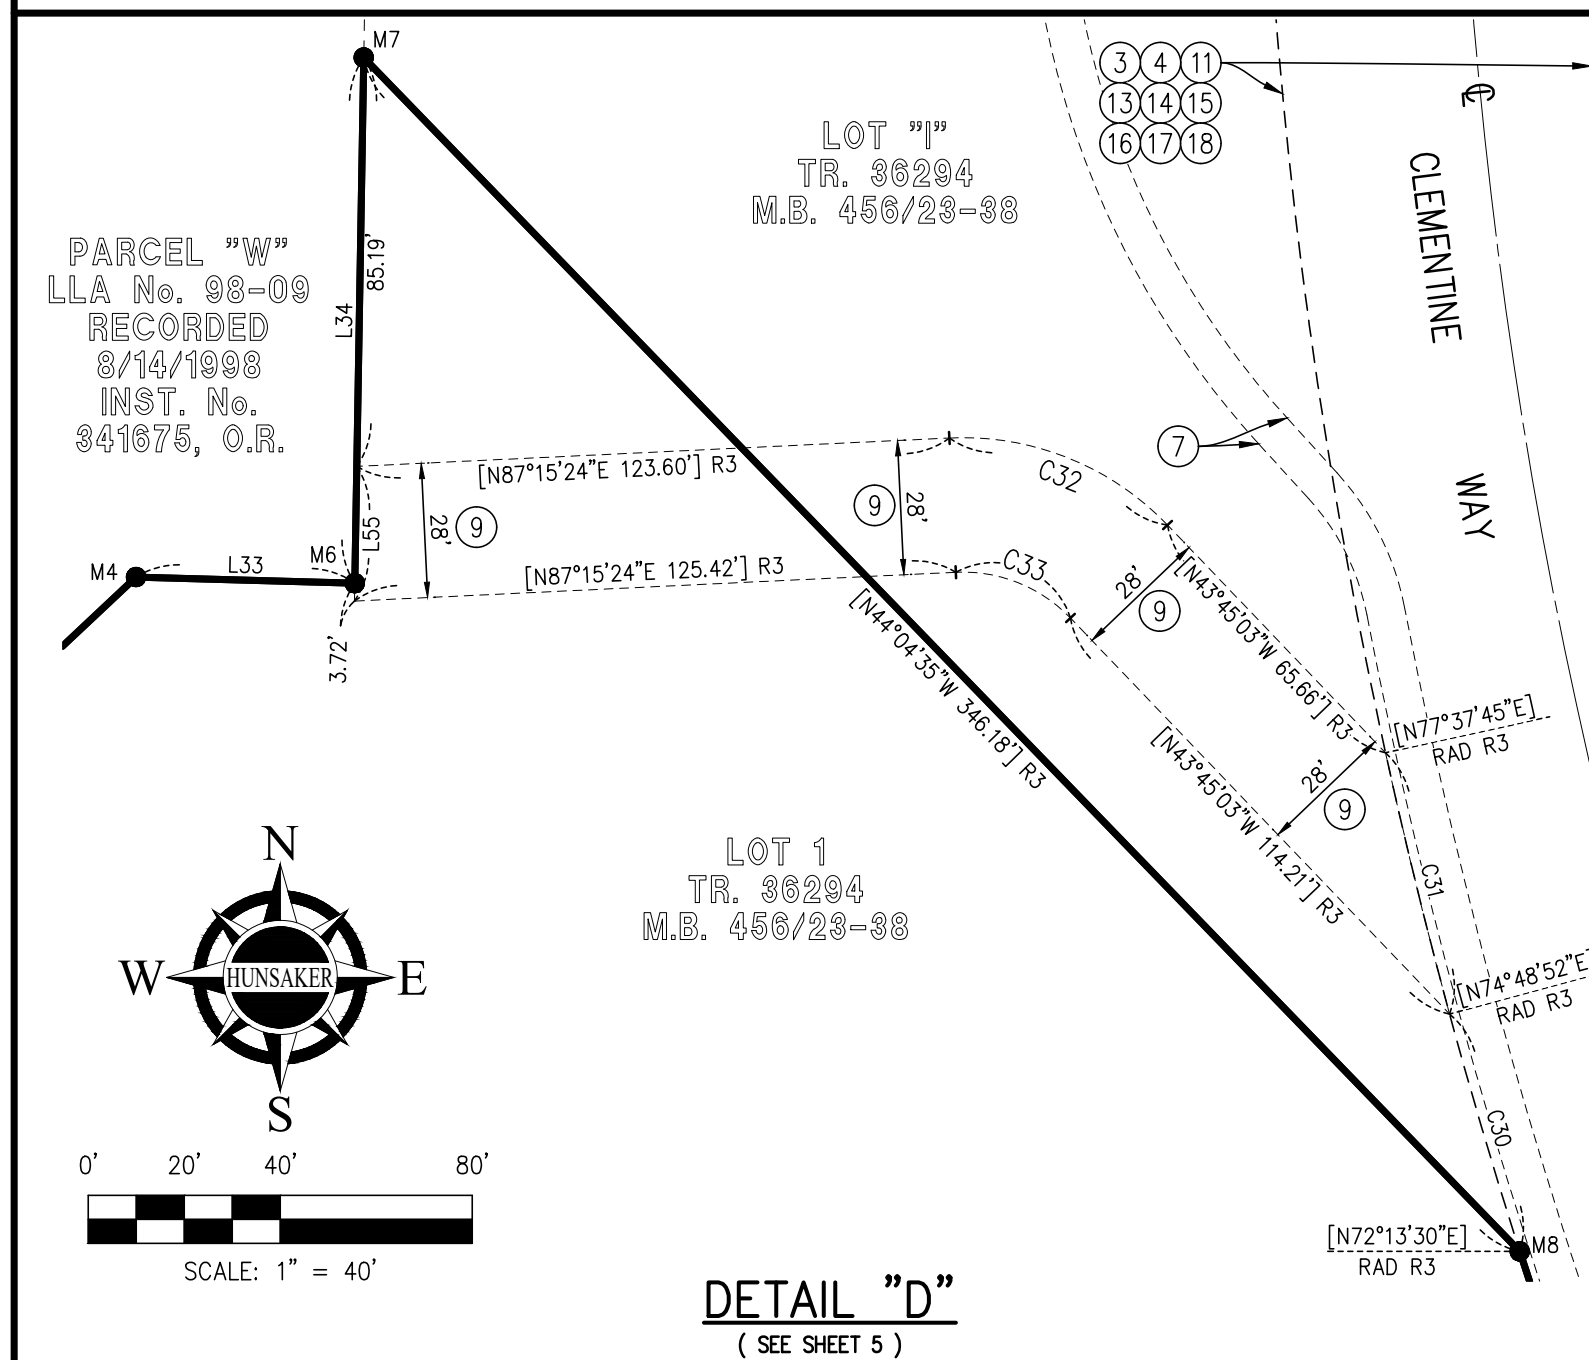 M7
3 4 11
13 14 15
16 17 18
℄
LOT "I"
TR. 36294
M.B. 456/23-38
CLEMENTINE WAY
PARCEL "W"
LLA No. 98-09
RECORDED
8/14/1998
INST. No.
341675, O.R.
L34
85.19'
7
[N87°15'24"E 123.60'] R3
C32
28'
9
9
28'
L55
M6
M4
L33
[N87°15'24"E 125.42'] R3
C33
28'
9
[N43°45'03"W 65.66'] R3
3.72'
[N44°04'35"W 346.18'] R3
[N77°37'45"E]
RAD R3
[N43°45'03"W 114.21'] R3
28'
9
LOT 1
TR. 36294
M.B. 456/23-38
C31
N
W HUNSAKER E
S
[N74°48'52"E
RAD R3
C30
0' 20' 40' 80'
SCALE: 1" = 40'
[N72°13'30"E]
RAD R3
M8
DETAIL "D"
( SEE SHEET 5 )